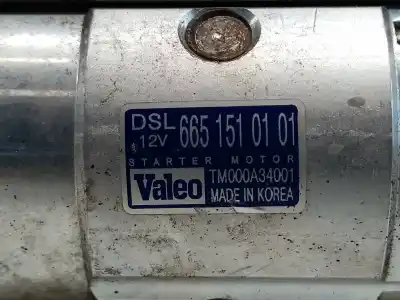 DSL 12V 665 151 01 01
STARTER MOTOR
Valeo TM000A34001
MADE IN KOREA